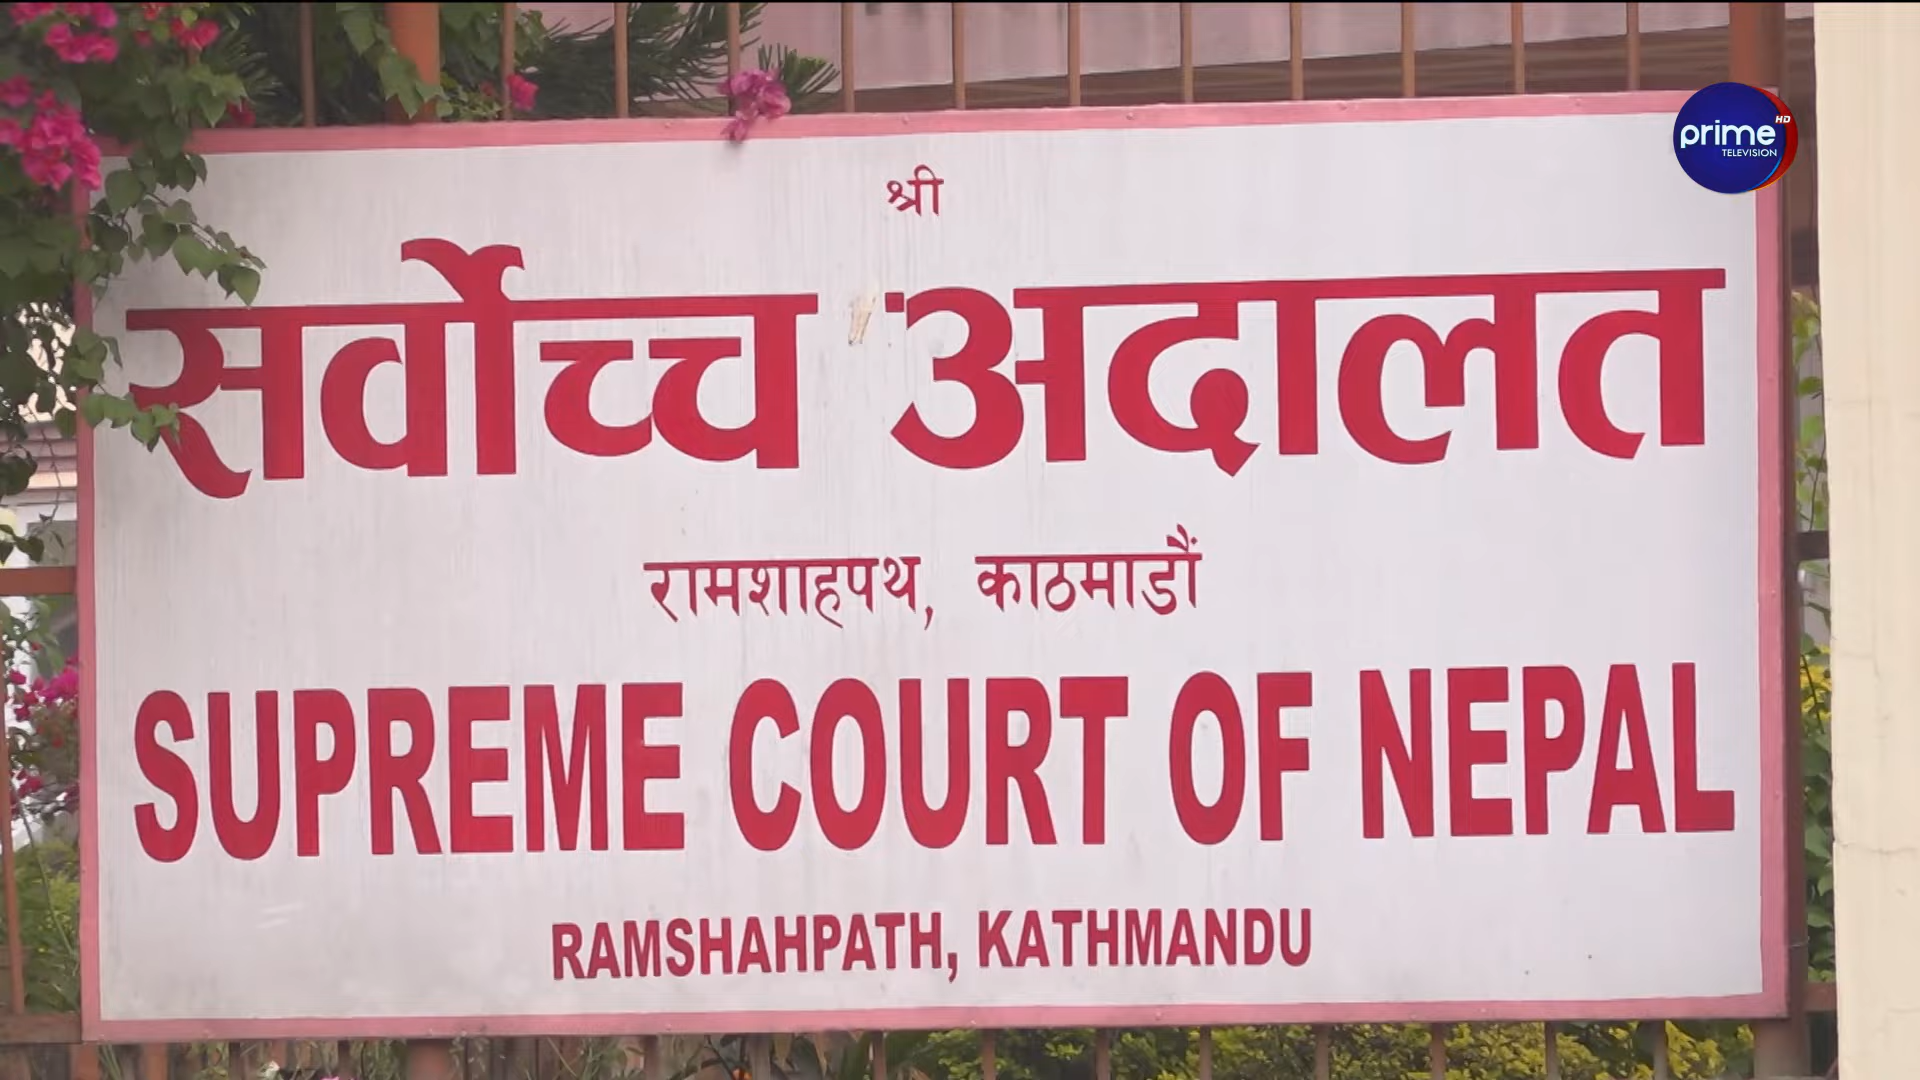 prime HD
TELEVISION
श्री
सर्वोच्च अदालत
रामशाहपथ, काठमाडौं
SUPREME COURT OF NEPAL
RAMSHAHPATH, KATHMANDU